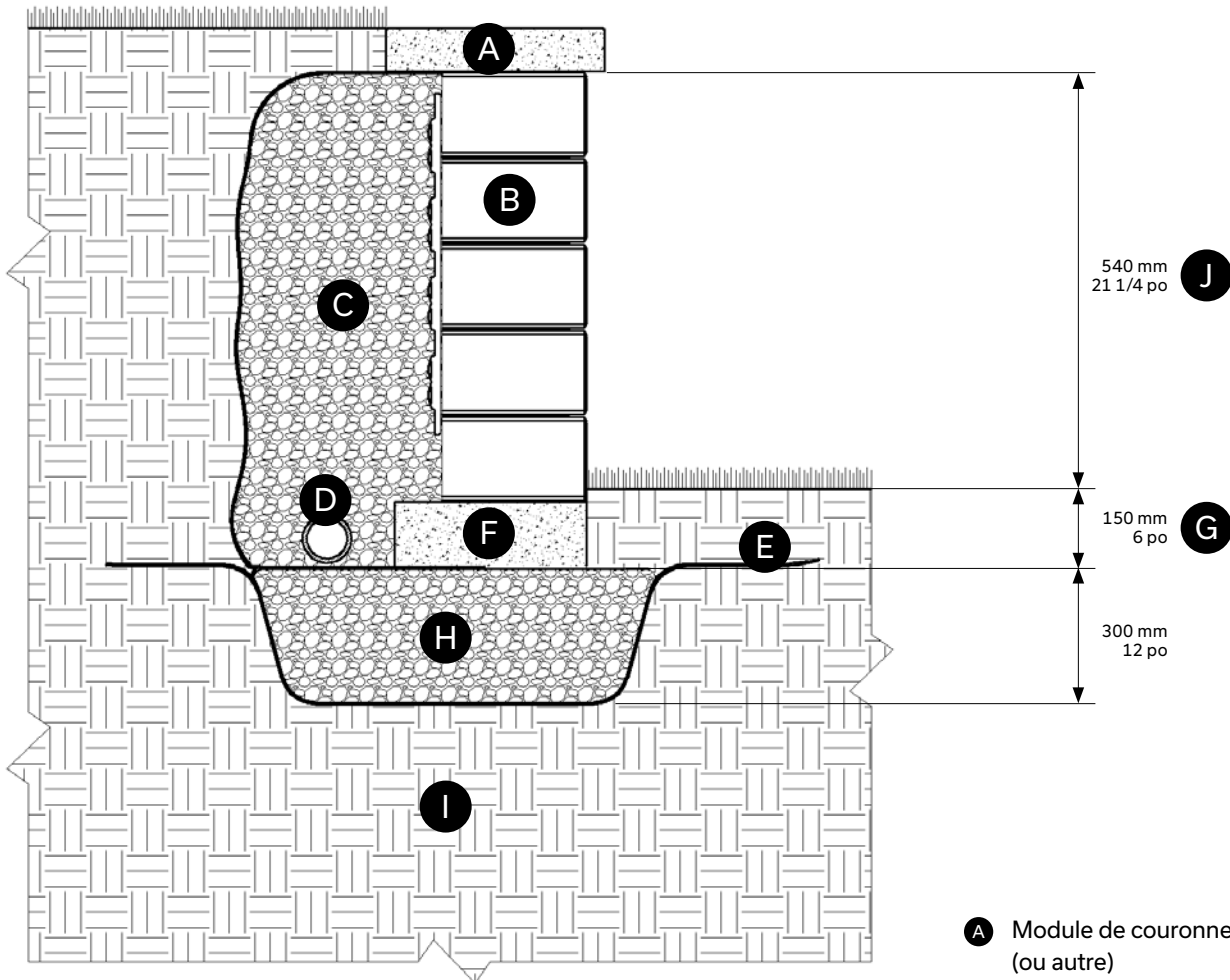 A
B
C
540 mm
21 1/4 po
J
D
F
E
150 mm
6 po
G
H
300 mm
12 po
I
A Module de couronne
(ou autre)